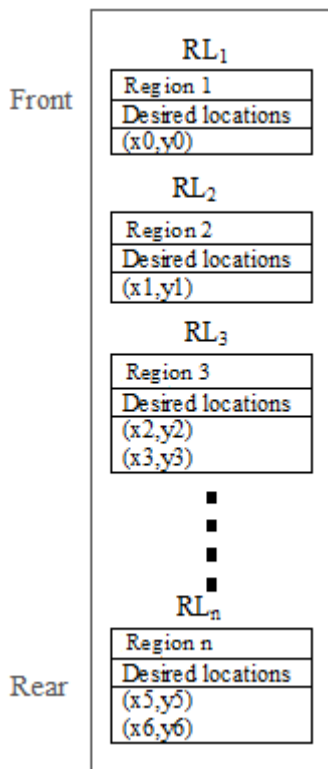 RL₁
Front
Region 1
Desired locations
(x0,y0)
RL₂
Region 2
Desired locations
(x1,y1)
RL₃
Region 3
Desired locations
(x2,y2)
(x3,y3)
RLₙ
Region n
Desired locations
Rear
(x5,y5)
(x6,y6)